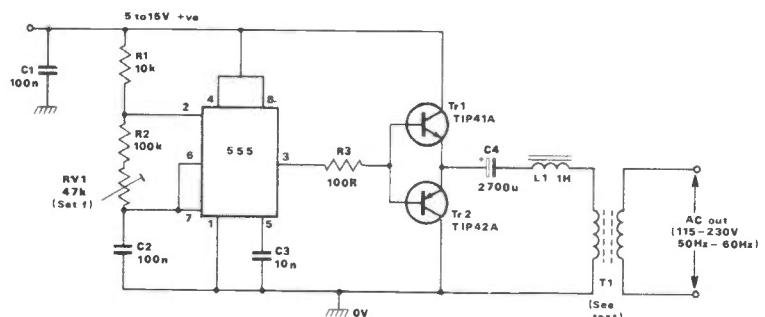 5 to 15V +ve
R1
10k
C1
100n
4
8
Tr1
TIP41A
2
R2
100k
555
R3
C4
6
3
RV1
47k
(Set f)
100R
2700u
L1 1H
AC out
(115-230V
50Hz-60Hz)
Tr2
TIP42A
7
1
5
C2
100n
C3
10n
T1
(See
0V